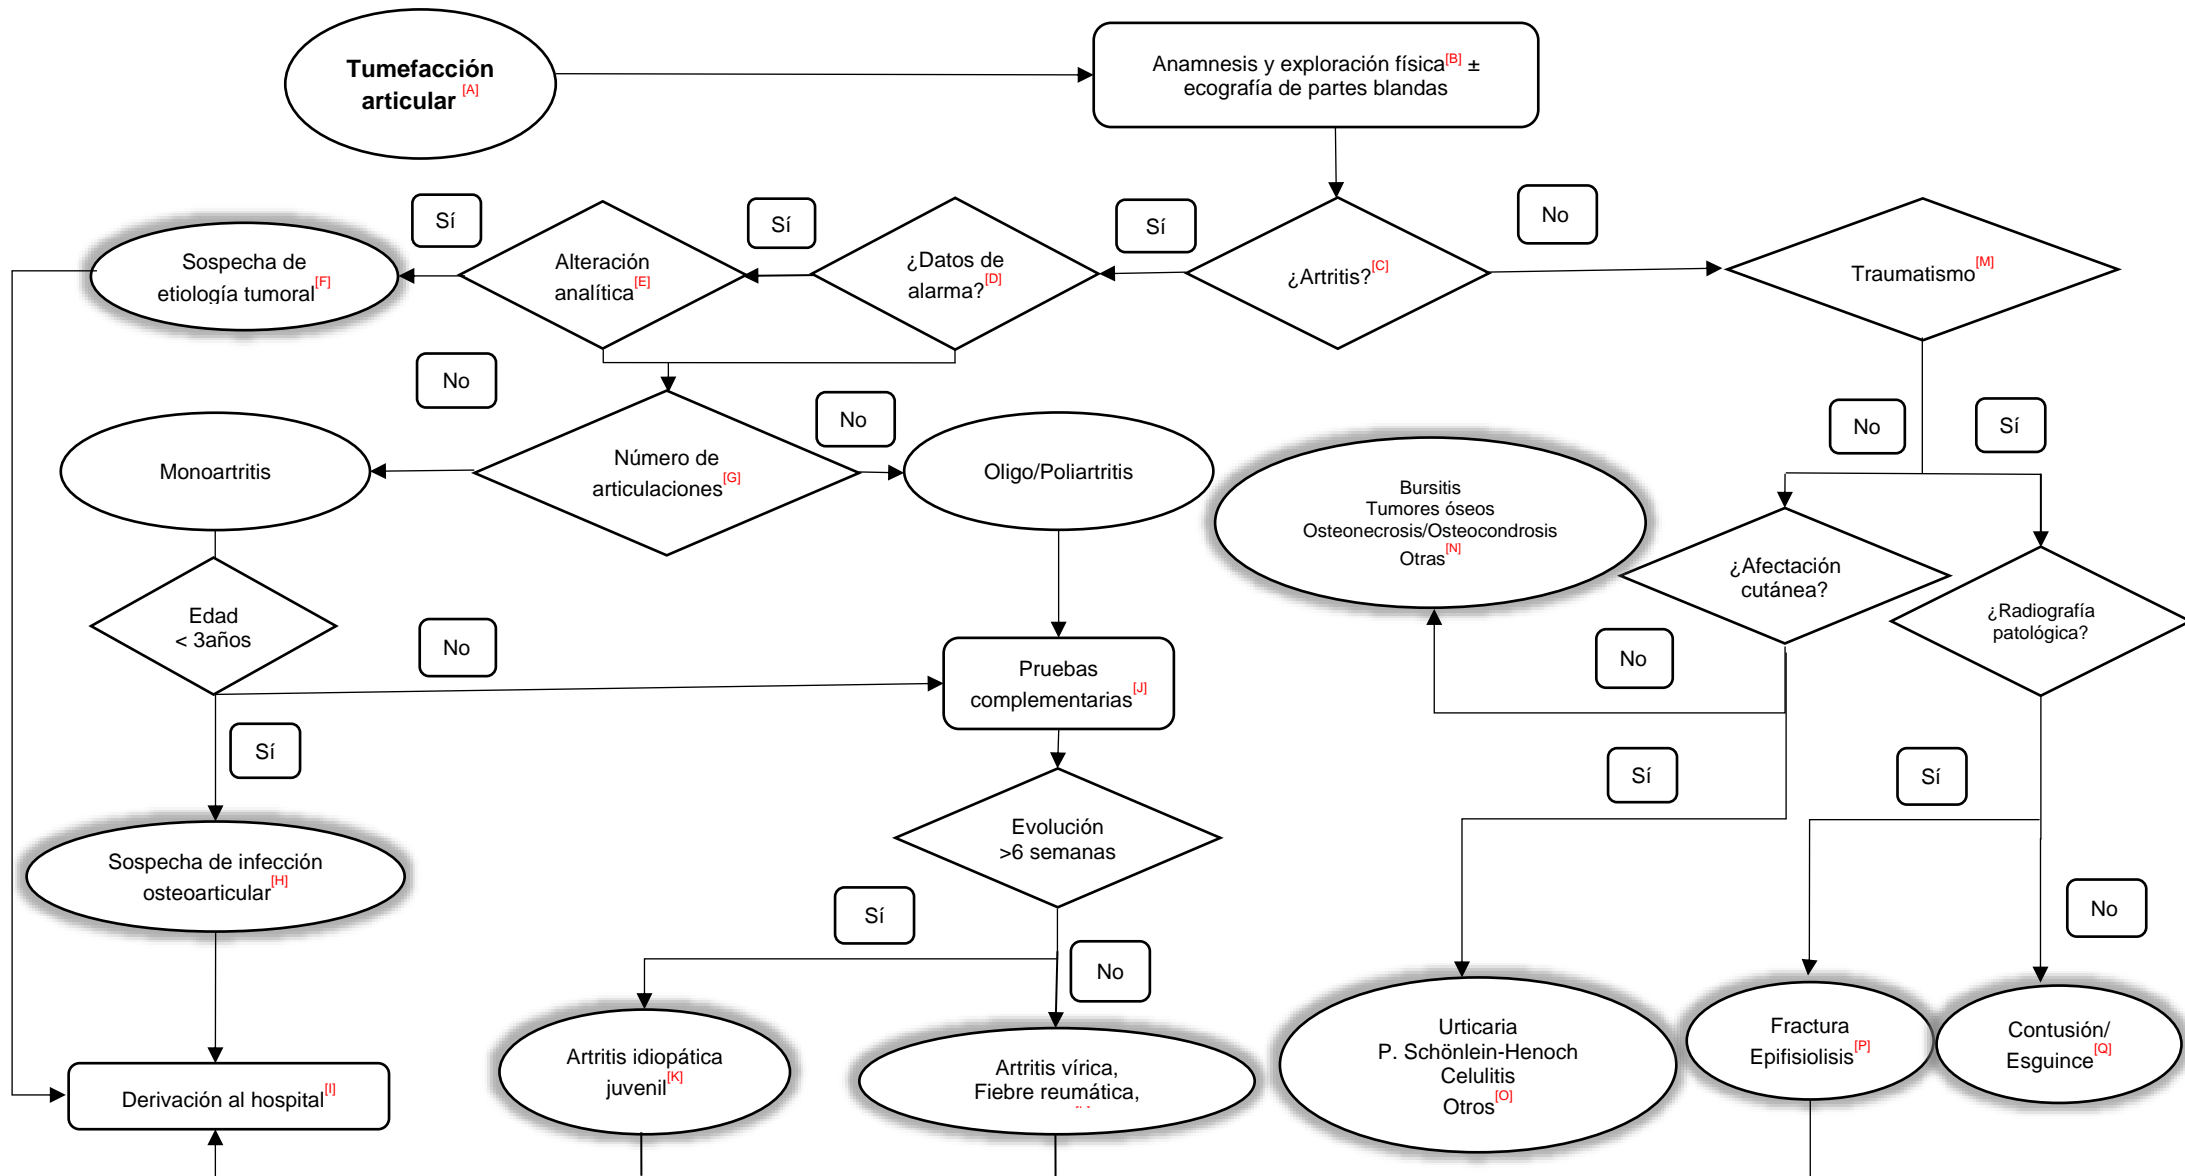 Tumefacción
articular [A]
Anamnesis y exploración física[B] ±
ecografía de partes blandas
Sí
Sí
Sí
No
Sospecha de
etiología tumoral[F]
Alteración
analítica[E]
¿Datos de
alarma?[D]
¿Artritis?[C]
Traumatismo[M]
No
No
No
Sí
Monoartritis
Número de
articulaciones[G]
Oligo/Poliartritis
Bursitis
Tumores óseos
Osteonecrosis/Osteocondrosis
Otras[N]
¿Afectación
cutánea?
¿Radiografía
patológica?
Edad
< 3años
No
Pruebas
complementarias[J]
No
Sí
Sí
Sí
Evolución
>6 semanas
Sospecha de infección
osteoarticular[H]
Sí
No
No
Artritis idiopática
juvenil[K]
Artritis vírica,
Fiebre reumática,
Urticaria
P. Schönlein-Henoch
Celulitis
Otros[O]
Fractura
Epifisiolisis[P]
Contusión/
Esguince[Q]
Derivación al hospital[I]